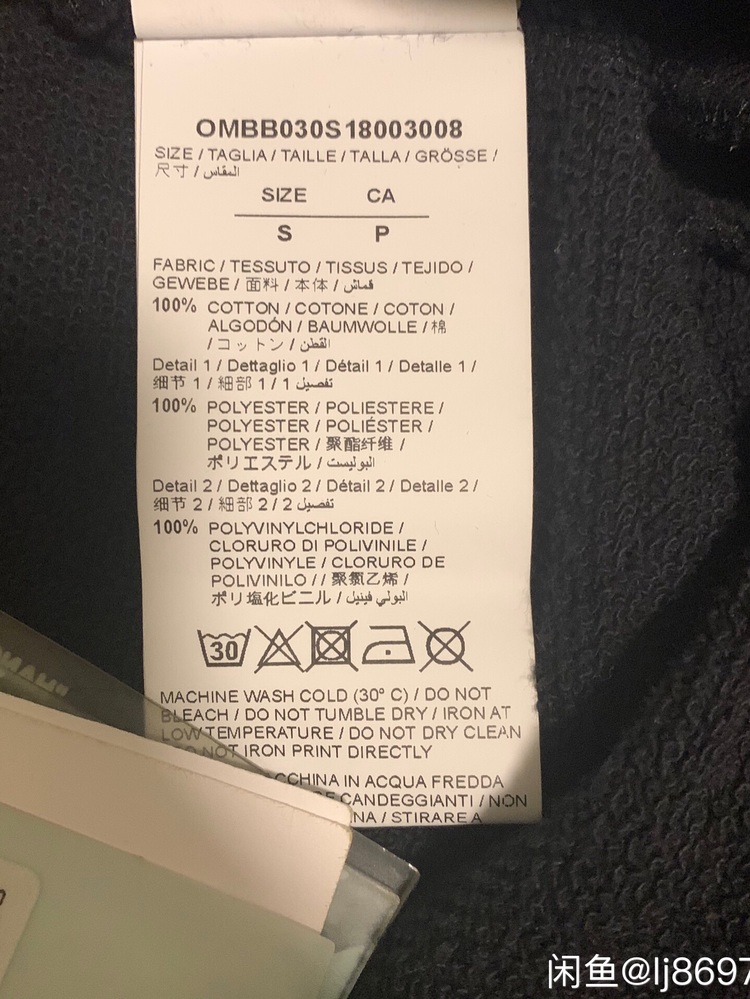 OMBB030S18003008
SIZE / TAGLIA / TAILLE / TALLA / GRÖSSE /
尺寸 / المقاس
SIZE CA
S P
FABRIC / TESSUTO / TISSUS / TEJIDO /
GEWEBE / 面料 / 本体 / قماش
100% COTTON / COTONE / COTON /
ALGODÓN / BAUMWOLLE / 棉
/ コットン / القطن
Detail 1 / Dettaglio 1 / Détail 1 / Detalle 1 /
细节 1 / 細部 1 / 1 تفصيل
100% POLYESTER / POLIESTERE /
POLYESTER / POLIÉSTER /
POLYESTER / 聚酯纤维 /
ポリエステル / البوليست
Detail 2 / Dettaglio 2 / Détail 2 / Detalle 2 /
细节 2 / 細部 2 / 2 تفصيل
100% POLYVINYLCHLORIDE /
CLORURO DI POLIVINILE /
POLYVINYLE / CLORURO DE
POLIVINILO / / 聚氯乙烯 /
ポリ塩化ビニル / البولي فينيل
30
MACHINE WASH COLD (30° C) / DO NOT
BLEACH / DO NOT TUMBLE DRY / IRON AT
LOW TEMPERATURE / DO NOT DRY CLEAN
NOT IRON PRINT DIRECTLY
IN ACQUA FREDDA
CANDEGGIANTI / NON
/ STIRARE A
闲鱼@lj8697